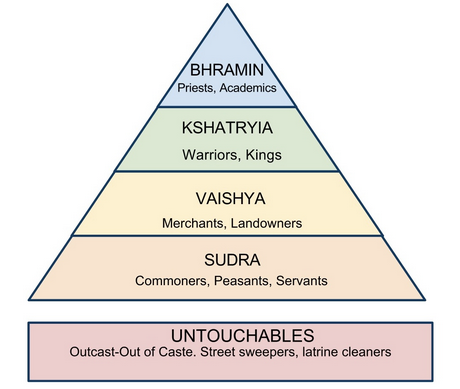 BHRAMIN
Priests, Academics
KSHATRYIA
Warriors, Kings
VAISHYA
Merchants, Landowners
SUDRA
Commoners, Peasants, Servants
UNTOUCHABLES
Outcast-Out of Caste. Street sweepers, latrine cleaners